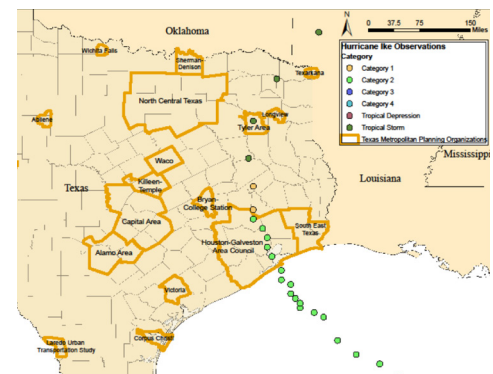 Oklahoma
N
0 37.5 75 150
Miles
Hurricane Ike Observations
Category
Category 1
Category 2
Category 3
Category 4
Tropical Depression
Tropical Storm
Texas Metropolitan Planning Organizations
Wichita Falls
Sherman-
Denison
Texarkana
North Central Texas
Abilene
Longview
Tyler Area
Mississippi
Louisiana
Waco
Killeen-
Temple
Texas
Bryan-
College Station
Capital Area
South East
Texas
Houston-Galveston
Area Council
Alamo Area
Victoria
Corpus Christi
Laredo Urban
Transportation Study